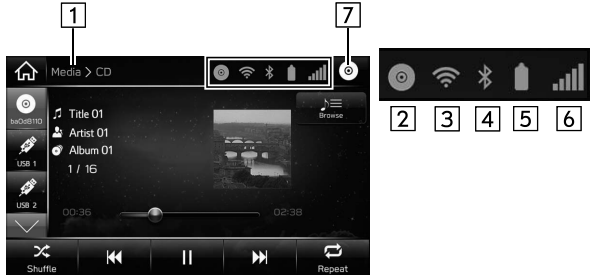 1
7
Media > CD
baOdB110
USB 1
USB 2
Title 01
Artist 01
Album 01
1 / 16
Browse
00:36
02:38
Shuffle
Repeat
2
3
4
5
6